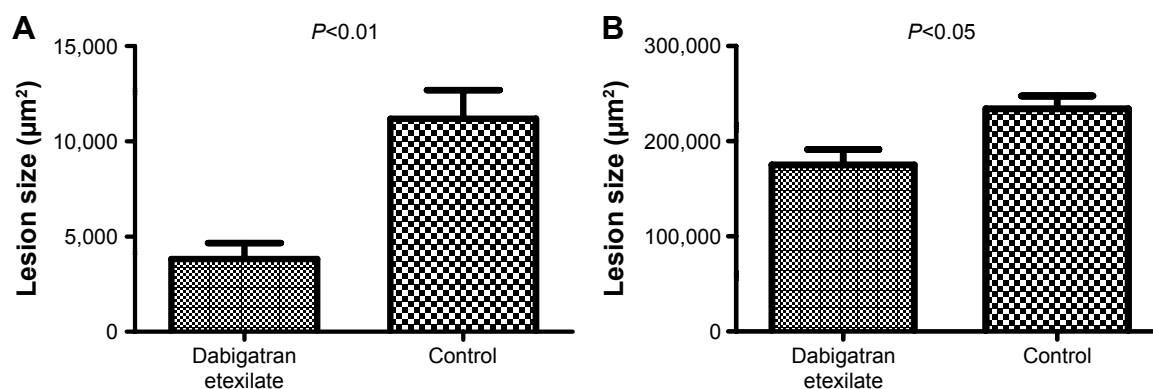 A
P<0.01
Lesion size (µm²)
15,000
10,000
5,000
0
Dabigatran
etexilate
Control
B
P<0.05
Lesion size (µm²)
300,000
200,000
100,000
0
Dabigatran
etexilate
Control